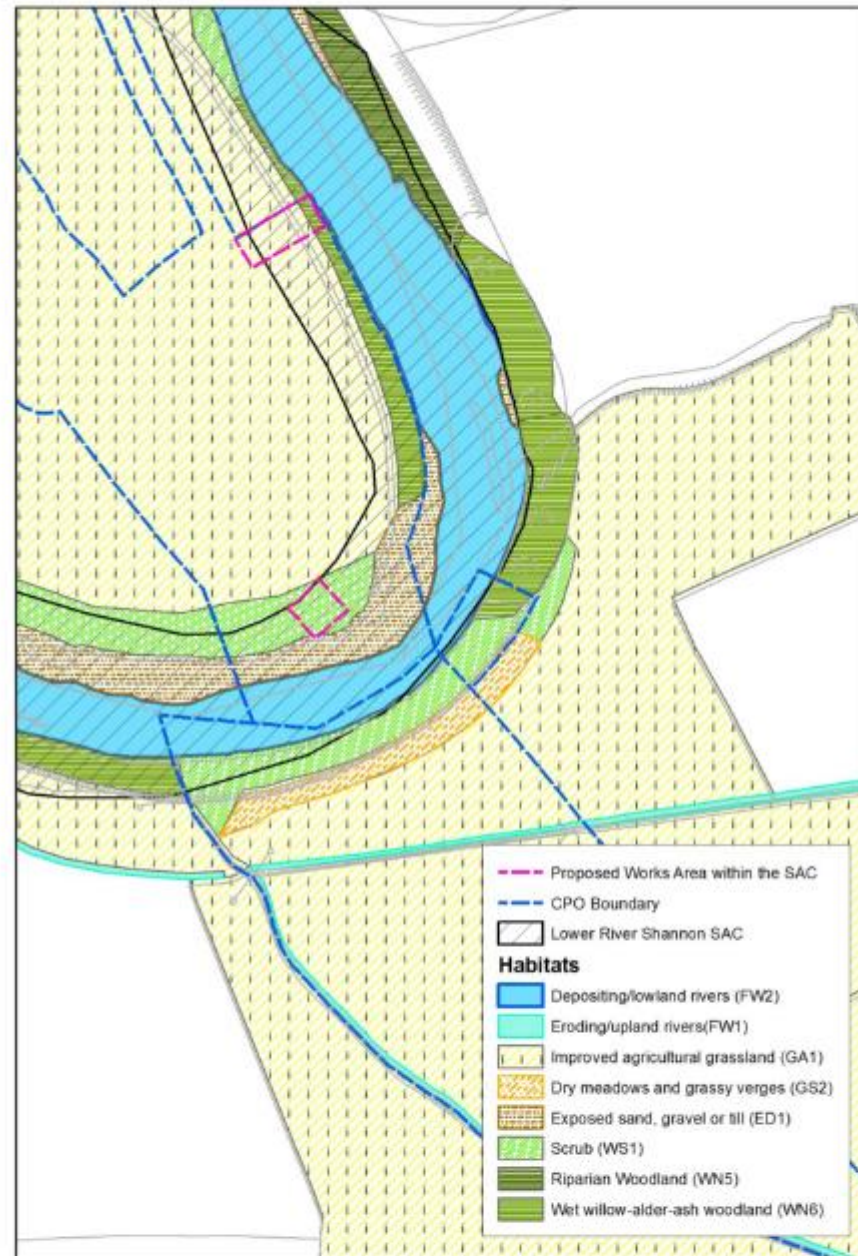 Proposed Works Area within the SAC
CPO Boundary
Lower River Shannon SAC
Habitats
Depositing/lowland rivers (FW2)
Eroding/upland rivers(FW1)
Improved agricultural grassland (GA1)
Dry meadows and grassy verges (GS2)
Exposed sand, gravel or till (ED1)
Scrub (WS1)
Riparian Woodland (WN5)
Wet willow-alder-ash woodland (WN6)